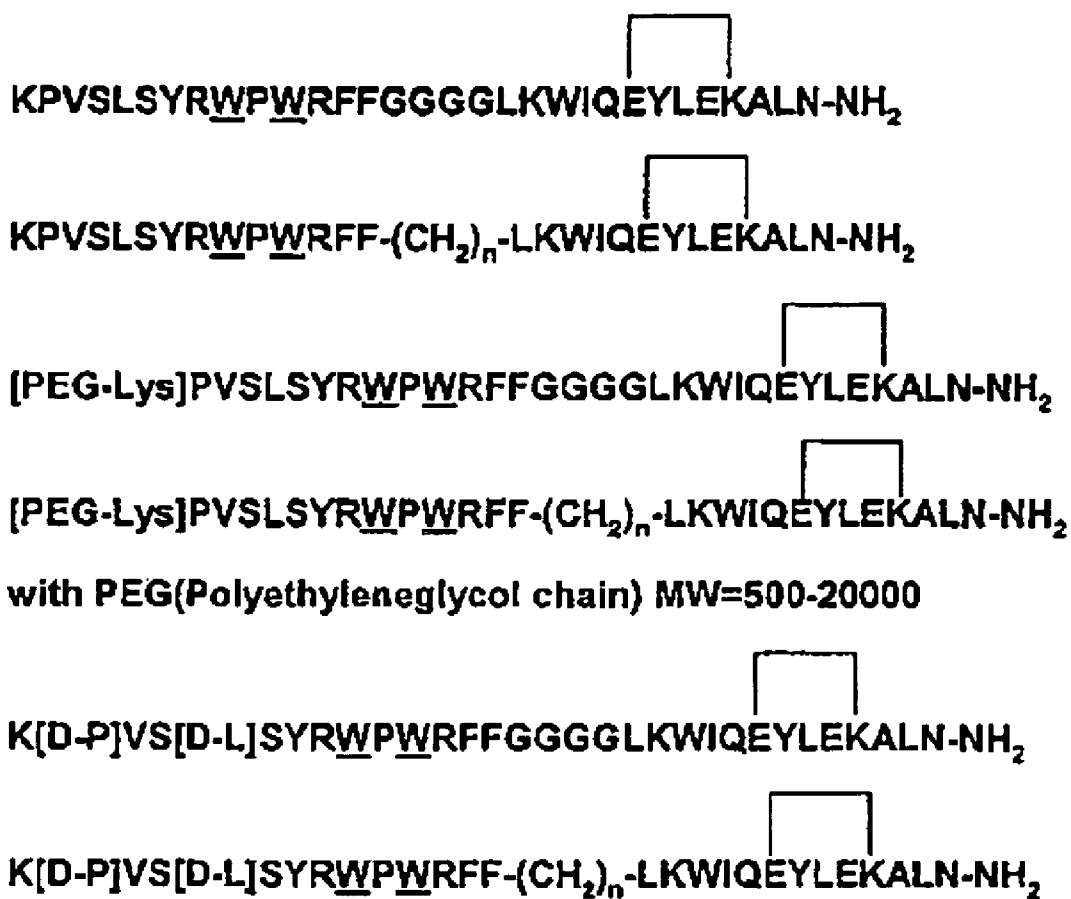 KPVSLSYRWPWRFFGGGGLKWIQEYLEKALN-NH₂
KPVSLSYRWPWRFF-(CH₂)ₙ-LKWIQEYLEKALN-NH₂
[PEG-Lys]PVSLSYRWPWRFFGGGGLKWIQEYLEKALN-NH₂
[PEG-Lys]PVSLSYRWPWRFF-(CH₂)ₙ-LKWIQEYLEKALN-NH₂
with PEG(Polyethyleneglycol chain) MW=500-20000
K[D-P]VS[D-L]SYRWPWRFFGGGGLKWIQEYLEKALN-NH₂
K[D-P]VS[D-L]SYRWPWRFF-(CH₂)ₙ-LKWIQEYLEKALN-NH₂